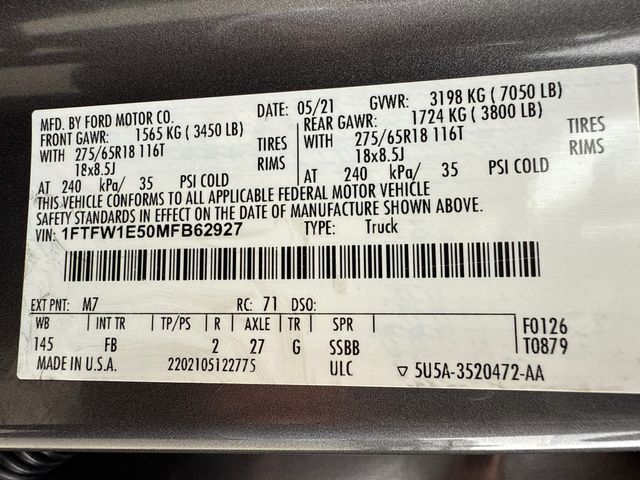 MFD. BY FORD MOTOR CO.
DATE: 05/21 GVWR: 3198 KG ( 7050 LB)
FRONT GAWR: 1565 KG ( 3450 LB)
REAR GAWR: 1724 KG ( 3800 LB)
WITH 275/65R18 116T TIRES
WITH 275/65R18 116T TIRES
18x8.5J RIMS
18x8.5J RIMS
AT 240 kPa/ 35 PSI COLD
AT 240 kPa/ 35 PSI COLD
THIS VEHICLE CONFORMS TO ALL APPLICABLE FEDERAL MOTOR VEHICLE
SAFETY STANDARDS IN EFFECT ON THE DATE OF MANUFACTURE SHOWN ABOVE.
VIN: 1FTFW1E50MFB62927 TYPE: Truck
EXT PNT: M7 RC: 71 DSO:
WB INT TR TP/PS R AXLE TR SPR F0126
145 FB 2 27 G SSBB T0879
MADE IN U.S.A. 2202105122775 ULC ▽ 5U5A-3520472-AA